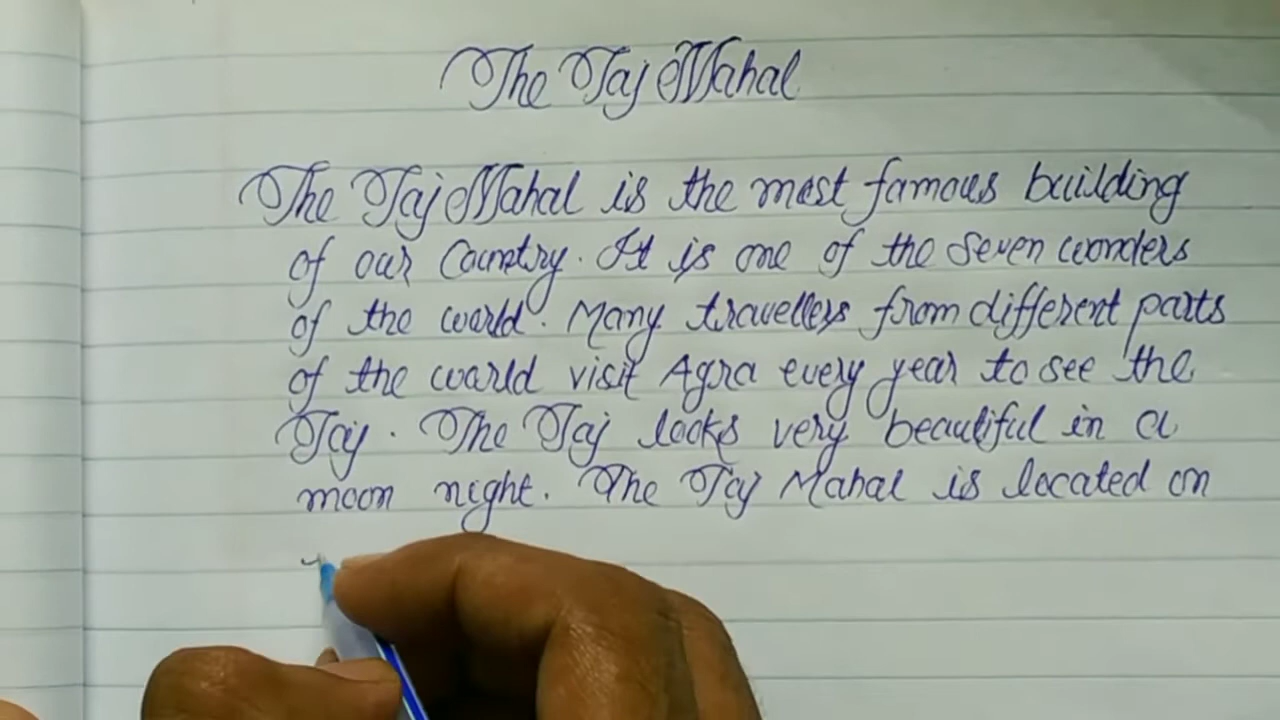 The Taj Mahal
The Taj Mahal is the most famous building
of our Country. It is one of the Seven wonders
of the world. Many travellers from different parts
of the world visit Agra every year to see the
Taj. The Taj looks very beautiful in a
moon night. The Taj Mahal is located on